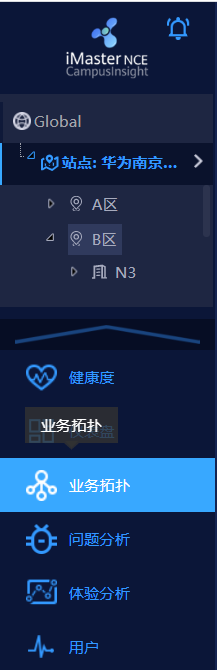 iMaster NCE
CampusInsight
Global
站点: 华为南京...
A区
B区
N3
健康度
业务拓扑
业务拓扑
问题分析
体验分析
用户